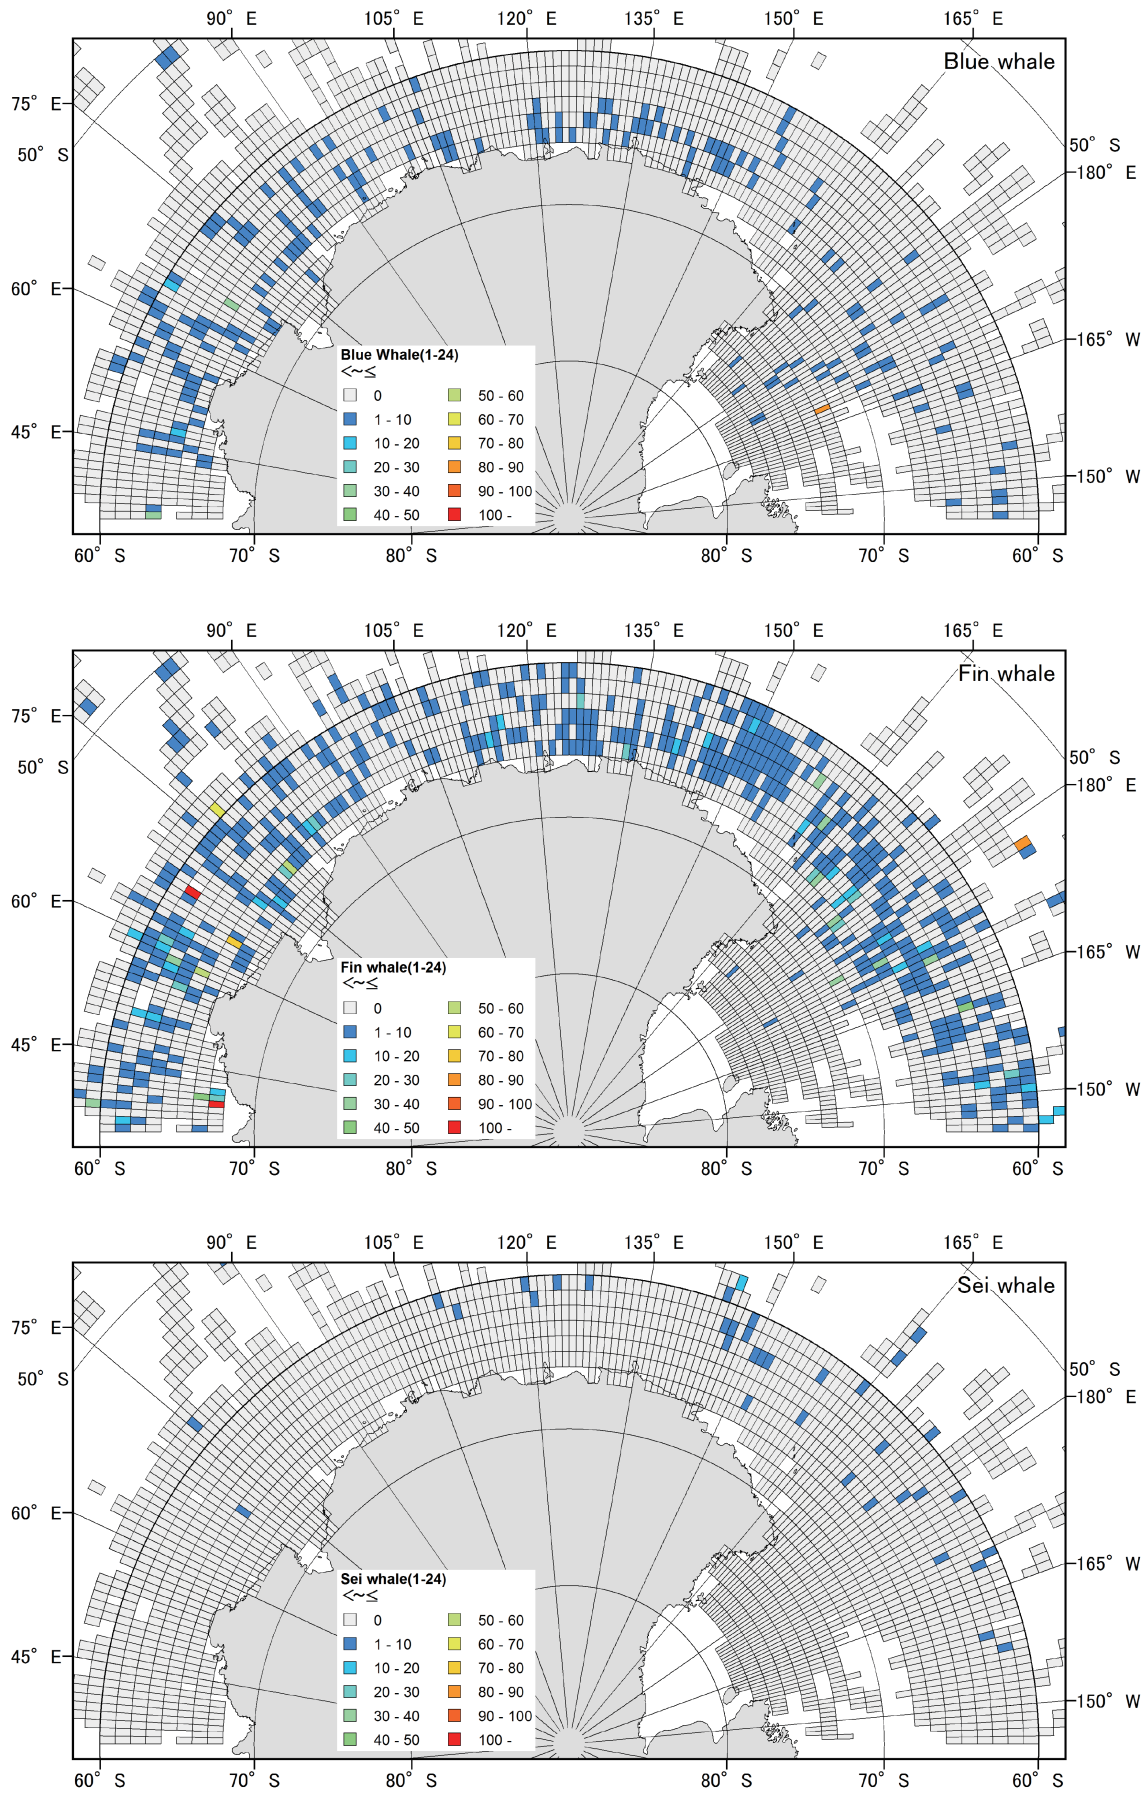 90° E 105° E 120° E 135° E 150° E 165° E
Blue whale
75° E
50° S
50° S
180° E
60° E
165° W
Blue Whale(1-24)
<~≤
0 50 - 60
1 - 10 60 - 70
10 - 20 70 - 80
20 - 30 80 - 90
30 - 40 90 - 100
40 - 50 100 -
45° E
150° W
60° S 70° S 80° S 80° S 70° S 60° S
90° E 105° E 120° E 135° E 150° E 165° E
Fin whale
75° E
50° S
50° S
180° E
60° E
165° W
Fin whale(1-24)
<~≤
0 50 - 60
1 - 10 60 - 70
10 - 20 70 - 80
20 - 30 80 - 90
30 - 40 90 - 100
40 - 50 100 -
45° E
150° W
60° S 70° S 80° S 80° S 70° S 60° S
90° E 105° E 120° E 135° E 150° E 165° E
Sei whale
75° E
50° S
50° S
180° E
60° E
165° W
Sei whale(1-24)
<~≤
0 50 - 60
1 - 10 60 - 70
10 - 20 70 - 80
20 - 30 80 - 90
30 - 40 90 - 100
40 - 50 100 -
45° E
150° W
60° S 70° S 80° S 80° S 70° S 60° S